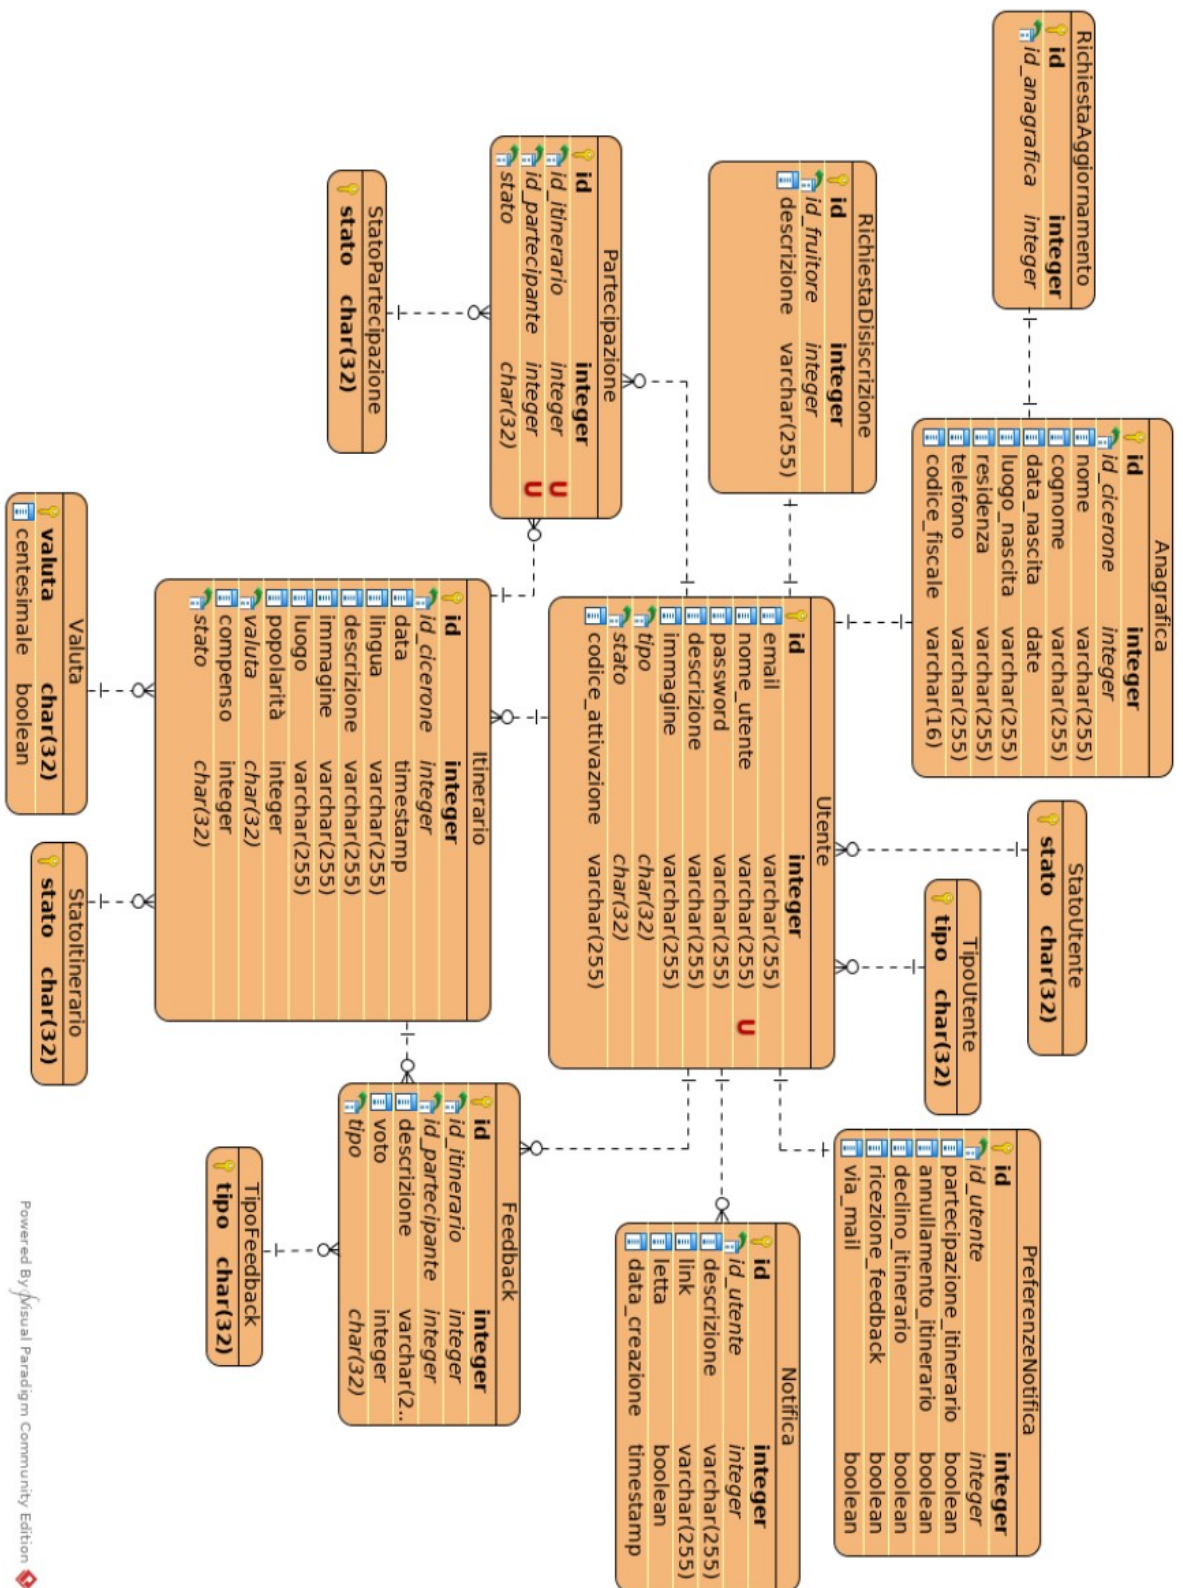 RichiestaAggiornamento
id integer
id_anagrafica integer
Anagrafica
id integer
id_cicerone integer
nome varchar(255)
cognome varchar(255)
data_nascita date
luogo_nascita varchar(255)
residenza varchar(255)
telefono varchar(255)
codice_fiscale varchar(16)
StatoUtente
stato char(32)
TipoUtente
tipo char(32)
PreferenzeNotifica
id integer
id_utente integer
partecipazione_itinerario boolean
annullamento_itinerario boolean
declino_itinerario boolean
ricezione_feedback boolean
via_mail boolean
RichiestaDisiscrizione
id integer
id_fruitore integer
descrizione varchar(255)
Utente
id integer
email varchar(255)
nome_utente varchar(255) U
password varchar(255)
descrizione varchar(255)
immagine varchar(255)
tipo char(32)
stato char(32)
codice_attivazione varchar(255)
Notifica
id integer
id_utente integer
descrizione varchar(255)
link varchar(255)
letta boolean
data_creazione timestamp
Partecipazione
id integer
id_itinerario integer U
id_partecipante integer U
stato char(32)
Itinerario
id integer
id_cicerone integer
data timestamp
lingua varchar(255)
descrizione varchar(255)
immagine varchar(255)
luogo varchar(255)
popolarità integer
valuta char(32)
compenso integer
stato char(32)
Feedback
id integer
id_itinerario integer
id_partecipante integer
descrizione varchar(2...
voto integer
tipo char(32)
StatoPartecipazione
stato char(32)
TipoFeedback
tipo char(32)
Valuta
valuta char(32)
centesimale boolean
StatoItinerario
stato char(32)
Powered By Visual Paradigm Community Edition